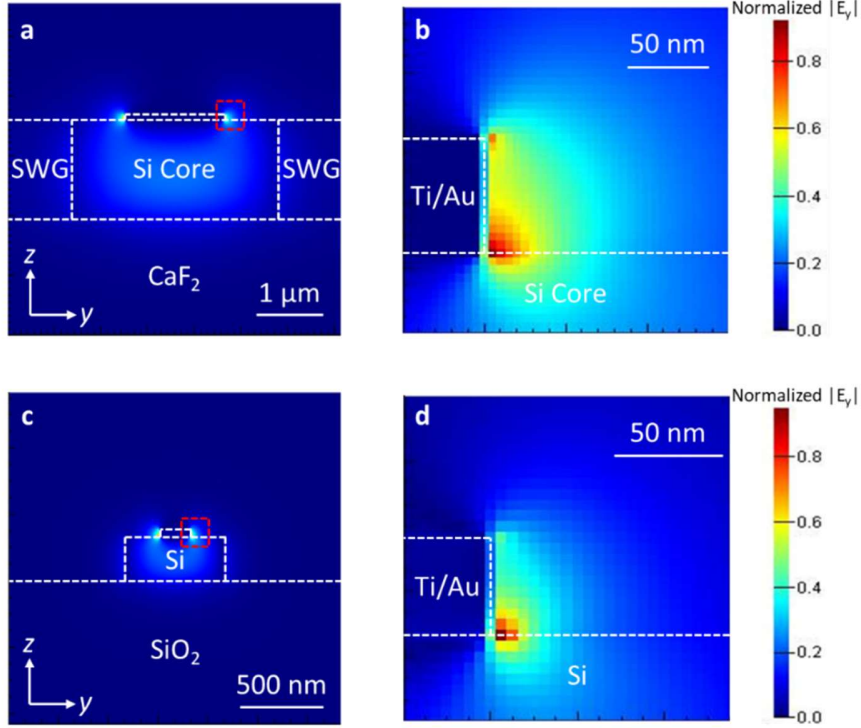 a
SWG
Si Core
SWG
CaF₂
z
y
1 μm
b
50 nm
Ti/Au
Si Core
Normalized |Eᵧ|
0.8
0.6
0.4
0.2
0.0
c
Si
SiO₂
z
y
500 nm
d
50 nm
Ti/Au
Si
Normalized |Eᵧ|
0.8
0.6
0.4
0.2
0.0